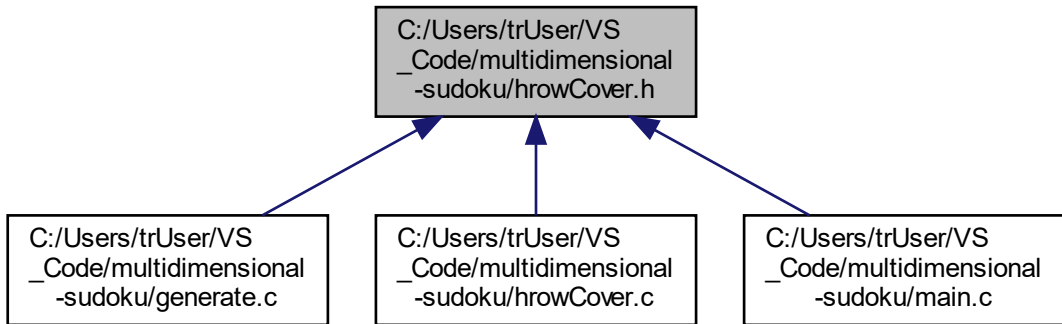 C:/Users/trUser/VS
_Code/multidimensional
-sudoku/hrowCover.h
C:/Users/trUser/VS
_Code/multidimensional
-sudoku/generate.c
C:/Users/trUser/VS
_Code/multidimensional
-sudoku/hrowCover.c
C:/Users/trUser/VS
_Code/multidimensional
-sudoku/main.c